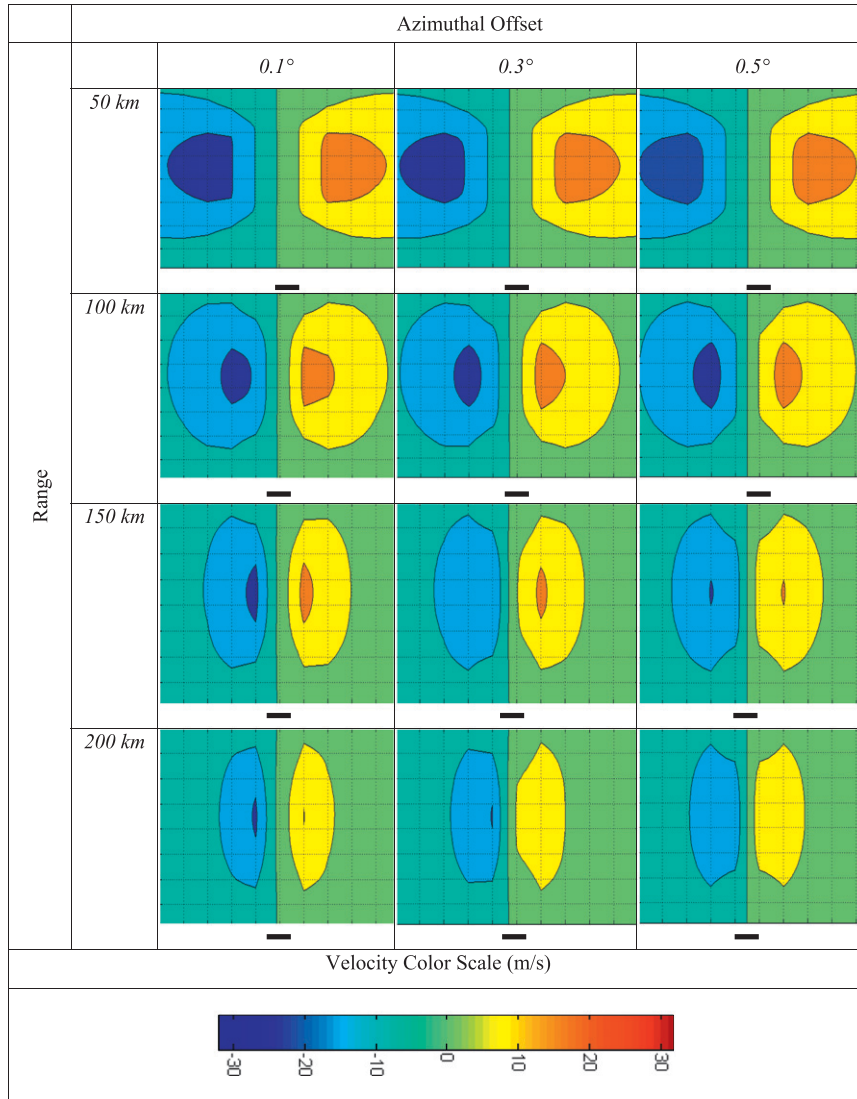 Azimuthal Offset
0.1° 0.3° 0.5°
Range
50 km
100 km
150 km
200 km
Velocity Color Scale (m/s)
-30 -20 -10 0 10 20 30